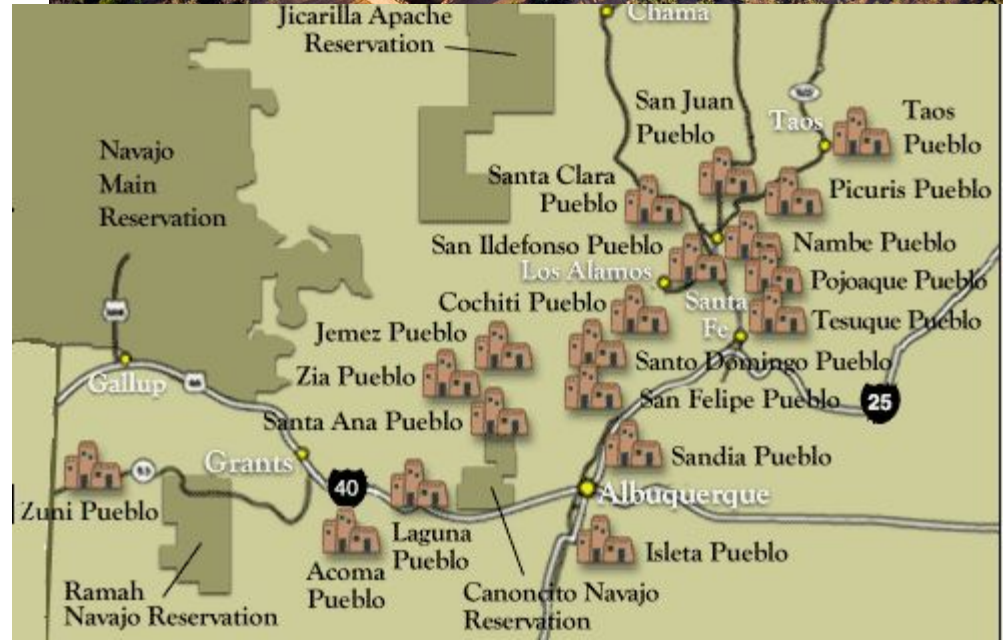 Jicarilla Apache
Reservation
Chama
San Juan
Pueblo
Taos
Taos
Pueblo
Navajo
Main
Reservation
Santa Clara
Pueblo
Picuris Pueblo
San Ildefonso Pueblo
Nambe Pueblo
Los Alamos
Pojoaque Pueblo
Cochiti Pueblo
Santa
Fe
Tesuque Pueblo
Jemez Pueblo
Santo Domingo Pueblo
Gallup
Zia Pueblo
San Felipe Pueblo
25
Santa Ana Pueblo
Grants
Sandia Pueblo
40
Albuquerque
Zuni Pueblo
53
Laguna
Pueblo
Isleta Pueblo
Acoma
Pueblo
Ramah
Navajo Reservation
Canoncito Navajo
Reservation